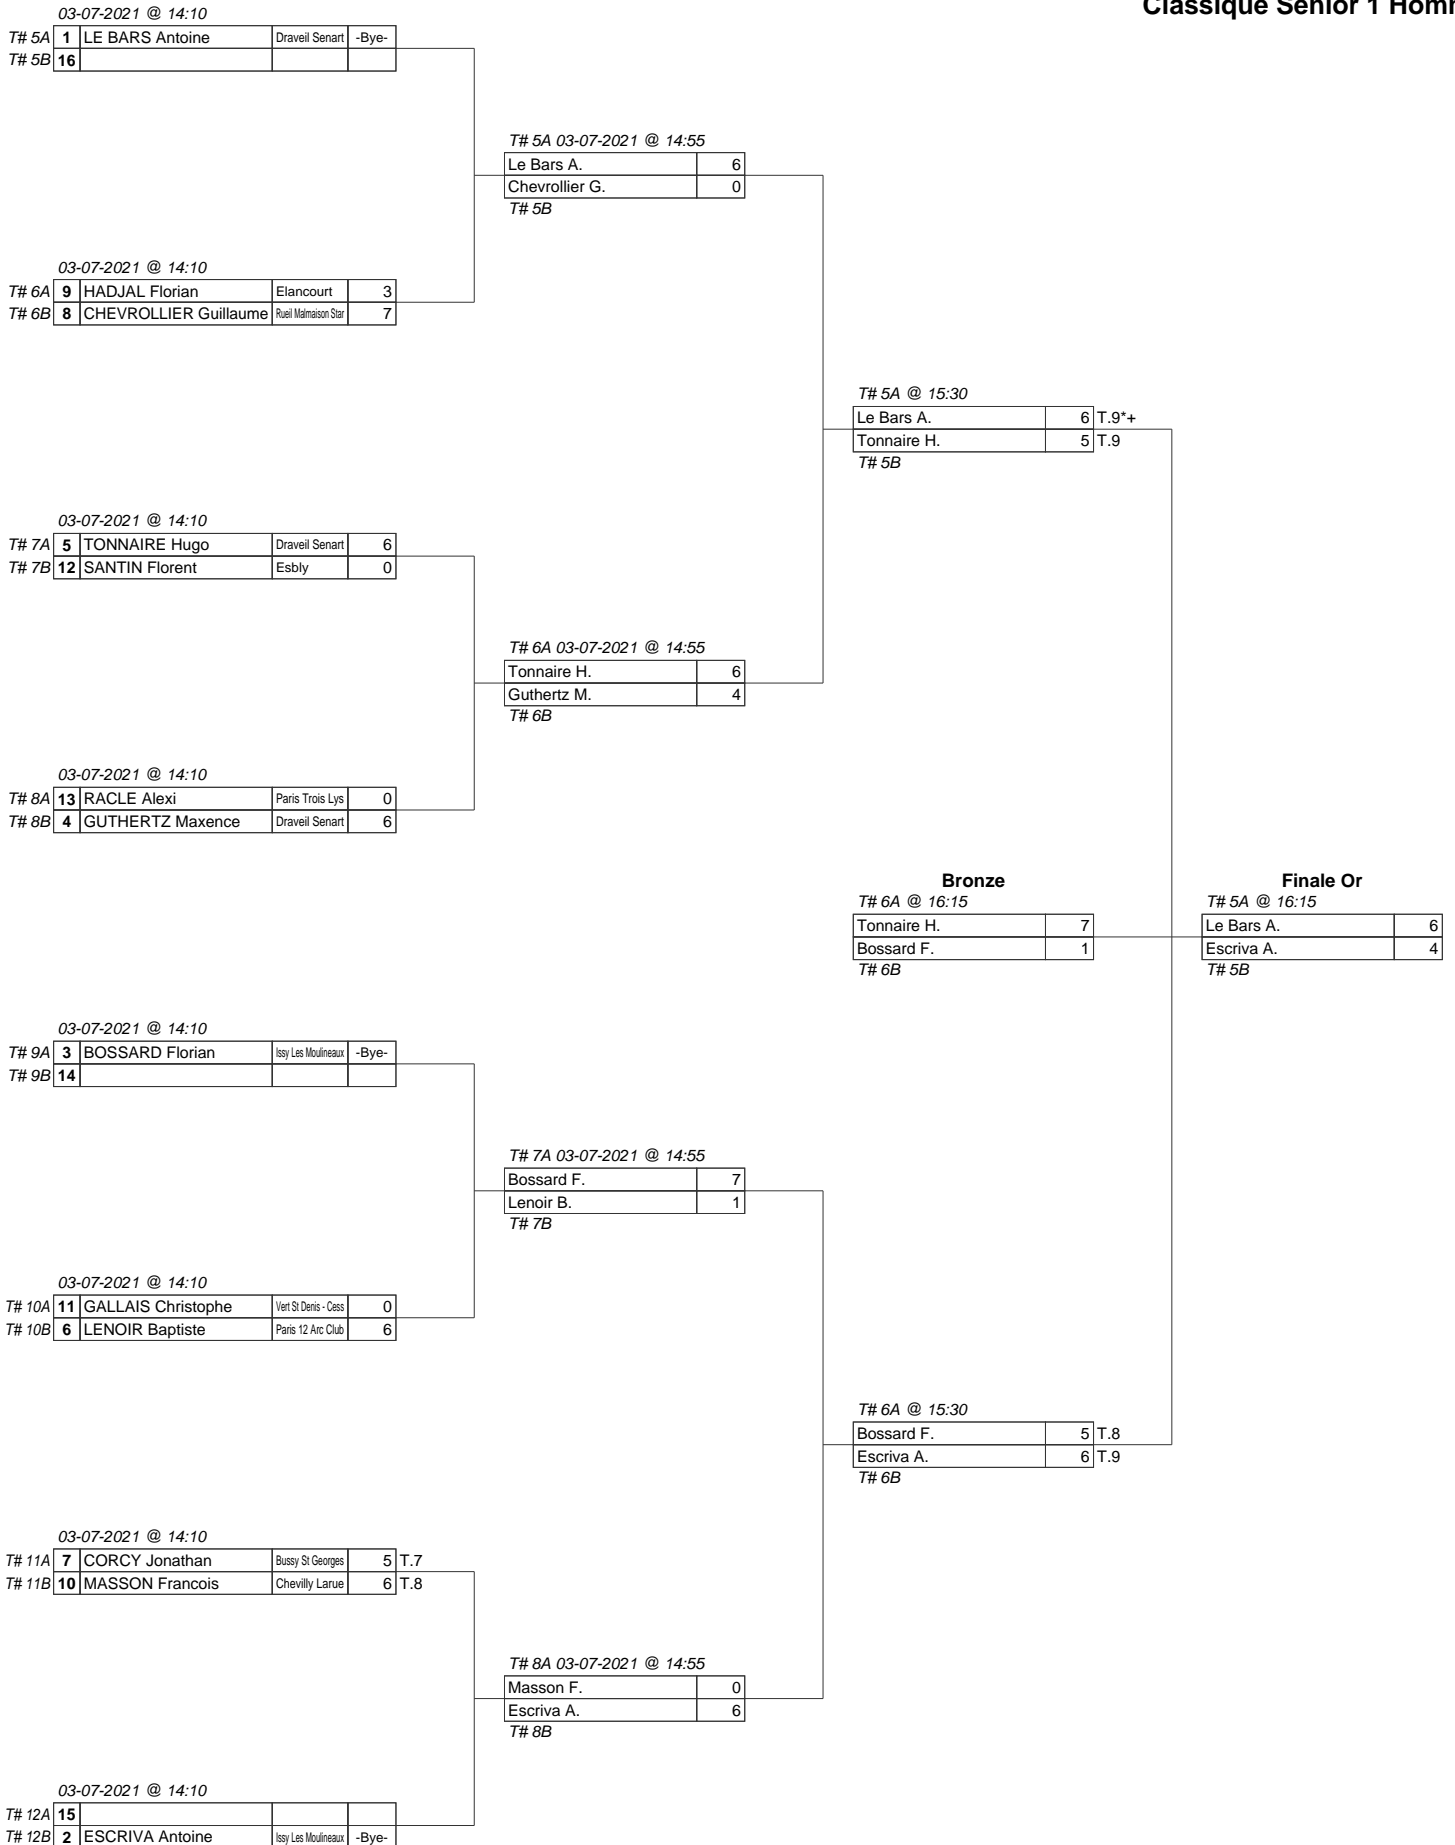 Classique Senior 1 Hom
03-07-2021 @ 14:10
T# 5A 1 LE BARS Antoine Draveil Senart -Bye-
T# 5B 16
T# 5A 03-07-2021 @ 14:55
Le Bars A. 6
Chevrollier G. 0
T# 5B
03-07-2021 @ 14:10
T# 6A 9 HADJAL Florian Elancourt 3
T# 6B 8 CHEVROLLIER Guillaume Rueil Malmaison Star 7
T# 5A @ 15:30
Le Bars A. 6 T.9*+
Tonnaire H. 5 T.9
T# 5B
03-07-2021 @ 14:10
T# 7A 5 TONNAIRE Hugo Draveil Senart 6
T# 7B 12 SANTIN Florent Esbly 0
T# 6A 03-07-2021 @ 14:55
Tonnaire H. 6
Guthertz M. 4
T# 6B
03-07-2021 @ 14:10
T# 8A 13 RACLE Alexi Paris Trois Lys 0
T# 8B 4 GUTHERTZ Maxence Draveil Senart 6
Bronze Finale Or
T# 6A @ 16:15 T# 5A @ 16:15
Tonnaire H. 7 Le Bars A. 6
Bossard F. 1 Escriva A. 4
T# 6B T# 5B
03-07-2021 @ 14:10
T# 9A 3 BOSSARD Florian Issy Les Moulineaux -Bye-
T# 9B 14
T# 7A 03-07-2021 @ 14:55
Bossard F. 7
Lenoir B. 1
T# 7B
03-07-2021 @ 14:10
T# 10A 11 GALLAIS Christophe Vert St Denis - Cess 0
T# 10B 6 LENOIR Baptiste Paris 12 Arc Club 6
T# 6A @ 15:30
Bossard F. 5 T.8
Escriva A. 6 T.9
T# 6B
03-07-2021 @ 14:10
T# 11A 7 CORCY Jonathan Bussy St Georges 5 T.7
T# 11B 10 MASSON Francois Chevilly Larue 6 T.8
T# 8A 03-07-2021 @ 14:55
Masson F. 0
Escriva A. 6
T# 8B
03-07-2021 @ 14:10
T# 12A 15
T# 12B 2 ESCRIVA Antoine Issy Les Moulineaux -Bye-